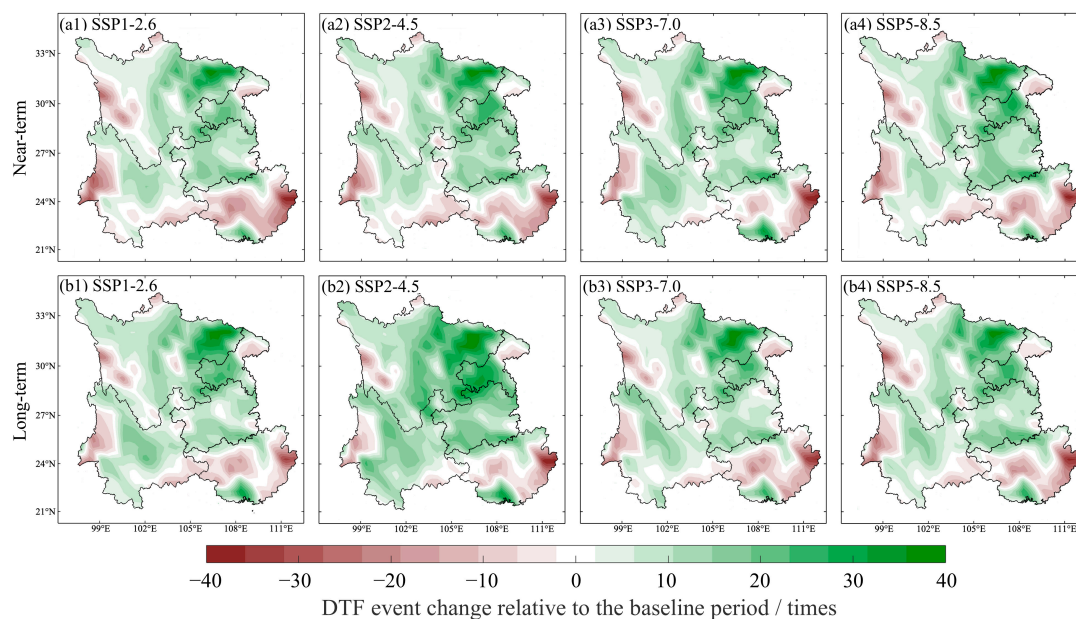 (a1) SSP1-2.6
(a2) SSP2-4.5
(a3) SSP3-7.0
(a4) SSP5-8.5
33°N
30°N
27°N
24°N
21°N
Near-term
(b1) SSP1-2.6
(b2) SSP2-4.5
(b3) SSP3-7.0
(b4) SSP5-8.5
33°N
30°N
27°N
24°N
21°N
Long-term
99°E 102°E 105°E 108°E 111°E
99°E 102°E 105°E 108°E 111°E
99°E 102°E 105°E 108°E 111°E
99°E 102°E 105°E 108°E 111°E
−40 −30 −20 −10 0 10 20 30 40
DTF event change relative to the baseline period / times